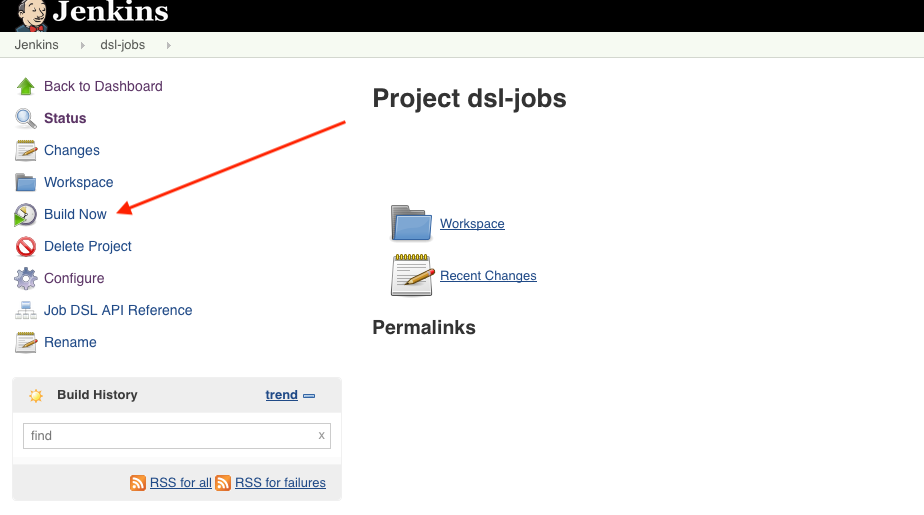 Jenkins
Jenkins dsl-jobs
Back to Dashboard
Status
Changes
Workspace
Build Now
Delete Project
Configure
Job DSL API Reference
Rename
Build History trend
find x
RSS for all RSS for failures
Project dsl-jobs
Workspace
Recent Changes
Permalinks